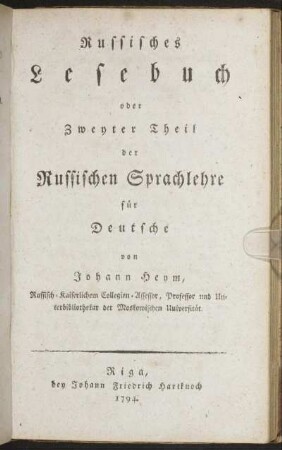 Russisches
Lesebuch
oder
Zweyter Theil
der
Russischen Sprachlehre
für
Deutsche
von
Johann Heym,
Russisch-Kaiserlichem Collegien-Assessor, Professor und Un-
terbibliothekar der Moskowischen Universität.
Riga,
bey Johann Friedrich Hartknoch
1794.